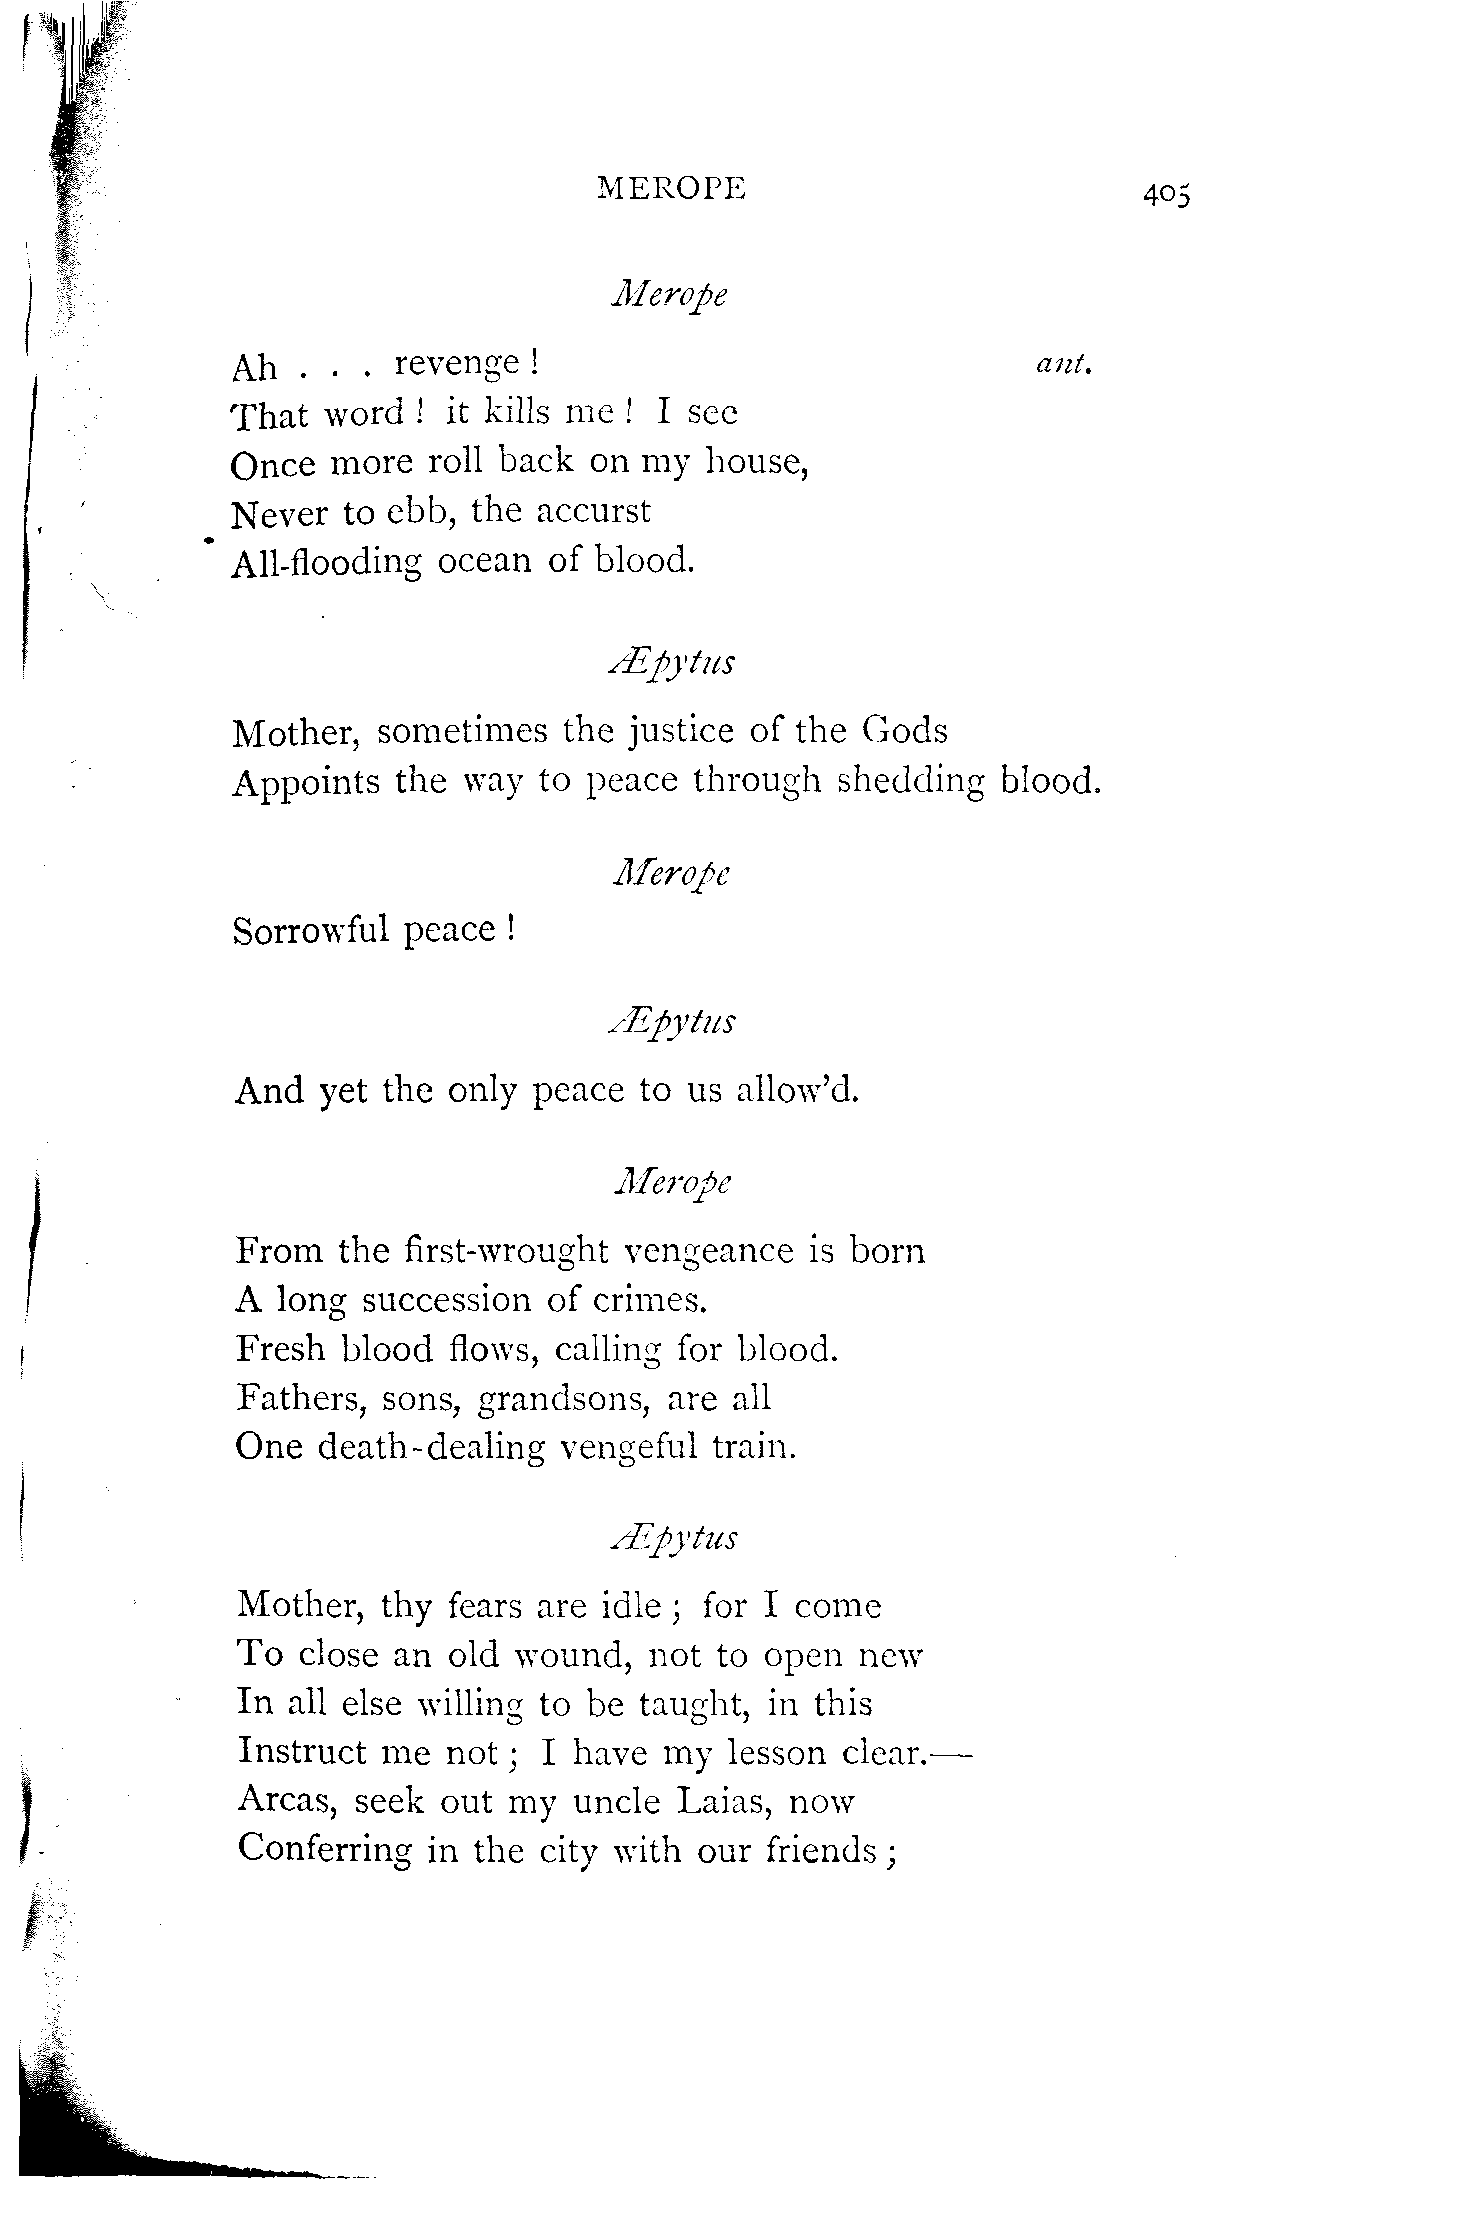 MEROPE 405
Merope
Ah . . . revenge ! ant.
That word ! it kills me ! I see
Once more roll back on my house,
Never to ebb, the accurst
All-flooding ocean of blood.
Æpytus
Mother, sometimes the justice of the Gods
Appoints the way to peace through shedding blood.
Merope
Sorrowful peace !
Æpytus
And yet the only peace to us allow'd.
Merope
From the first-wrought vengeance is born
A long succession of crimes.
Fresh blood flows, calling for blood.
Fathers, sons, grandsons, are all
One death-dealing vengeful train.
Æpytus
Mother, thy fears are idle ; for I come
To close an old wound, not to open new
In all else willing to be taught, in this
Instruct me not ; I have my lesson clear.—
Arcas, seek out my uncle Laias, now
Conferring in the city with our friends ;